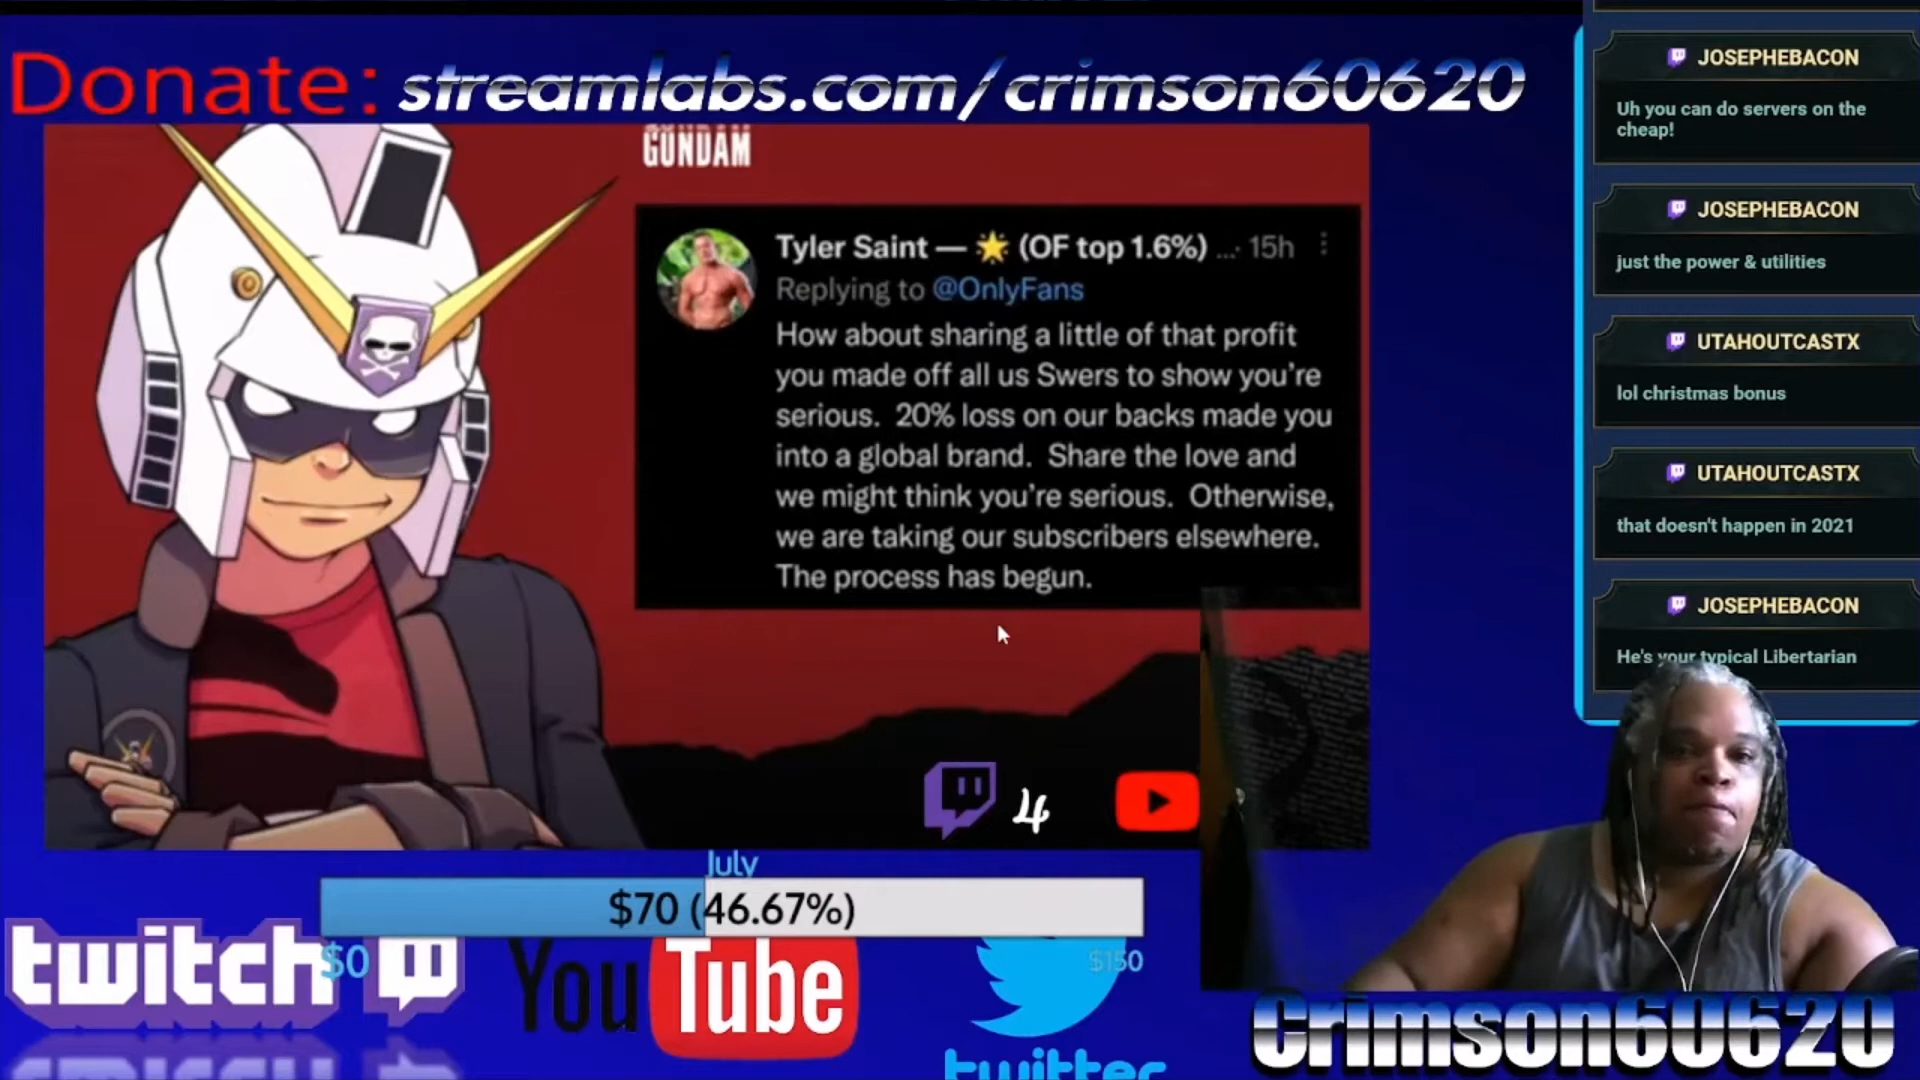 Donate: streamlabs.com/crimson60620
GUNDAM
Tyler Saint — 🌟 (OF top 1.6%) ... · 15h
Replying to @OnlyFans
How about sharing a little of that profit
you made off all us Swers to show you're
serious.  20% loss on our backs made you
into a global brand.  Share the love and
we might think you're serious.  Otherwise,
we are taking our subscribers elsewhere.
The process has begun.
4
July
$70 (46.67%)
$0
$150
twitch
YouTube
twitter
Crimson60620
JOSEPHEBACON
Uh you can do servers on the
cheap!
JOSEPHEBACON
just the power & utilities
UTAHOUTCASTX
lol christmas bonus
UTAHOUTCASTX
that doesn't happen in 2021
JOSEPHEBACON
He's your typical Libertarian